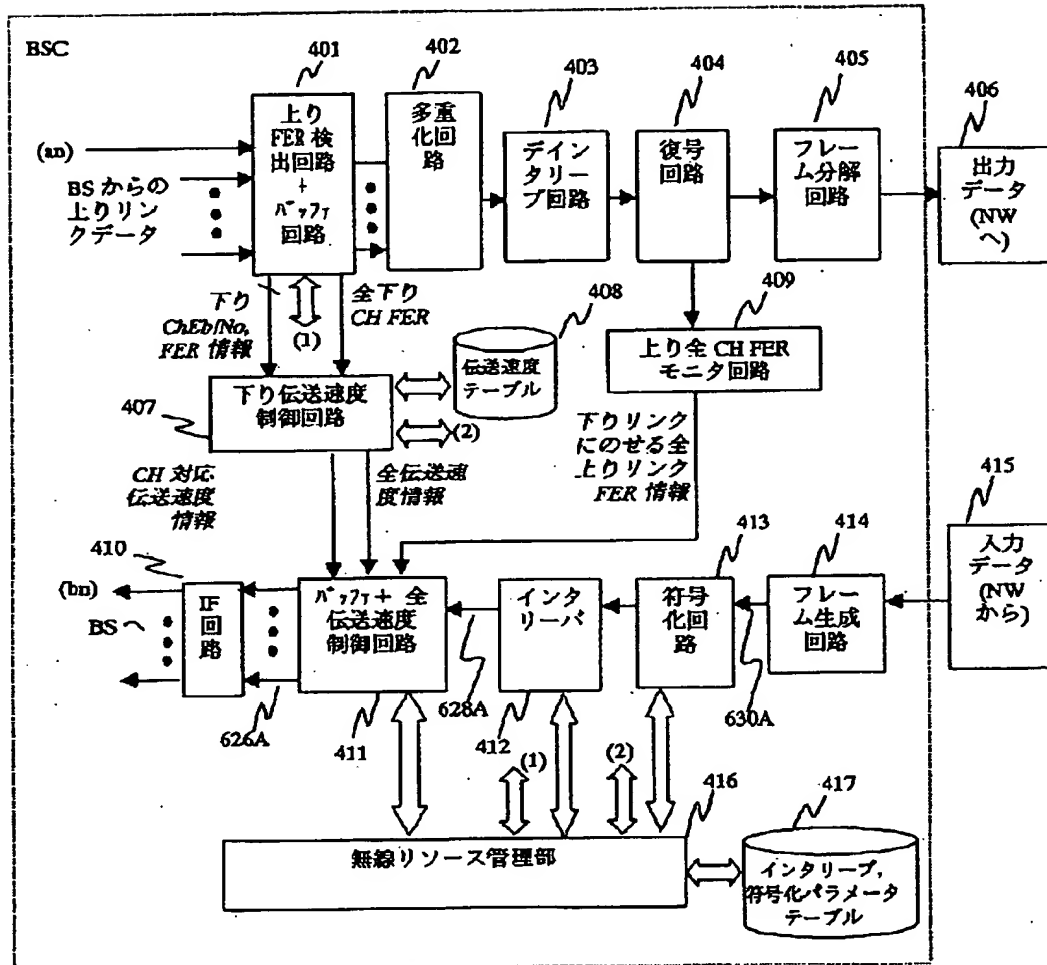 BSC
401
402
403
404
405
406
(an)
BSからの
上りリン
クデータ
上り
FER検
出回路
+
バッファ
回路
多重
化回
路
デイン
タリー
ブ回路
復号
回路
フレー
ム分解
回路
出力
データ
(NW
へ)
下り
ChEb/No,
FER 情報
(1)
全下り
CH FER
408
伝送速度
テーブル
409
上り全 CH FER
モニタ回路
407
下り伝送速度
制御回路
(2)
CH 対応
伝送速度
情報
全伝送速
度情報
下りリンク
にのせる全
上りリンク
FER 情報
410
413
414
415
(bn)
BSへ
IF
回
路
バッファ+ 全
伝送速度
制御回路
インタ
リーバ
符号
化回
路
フレー
ム生成
回路
入力
データ
(NW
から)
626A
411
628A
412
630A
(1)
(2)
416
417
無線リソース管理部
インタリーブ,
符号化パラメータ
テーブル